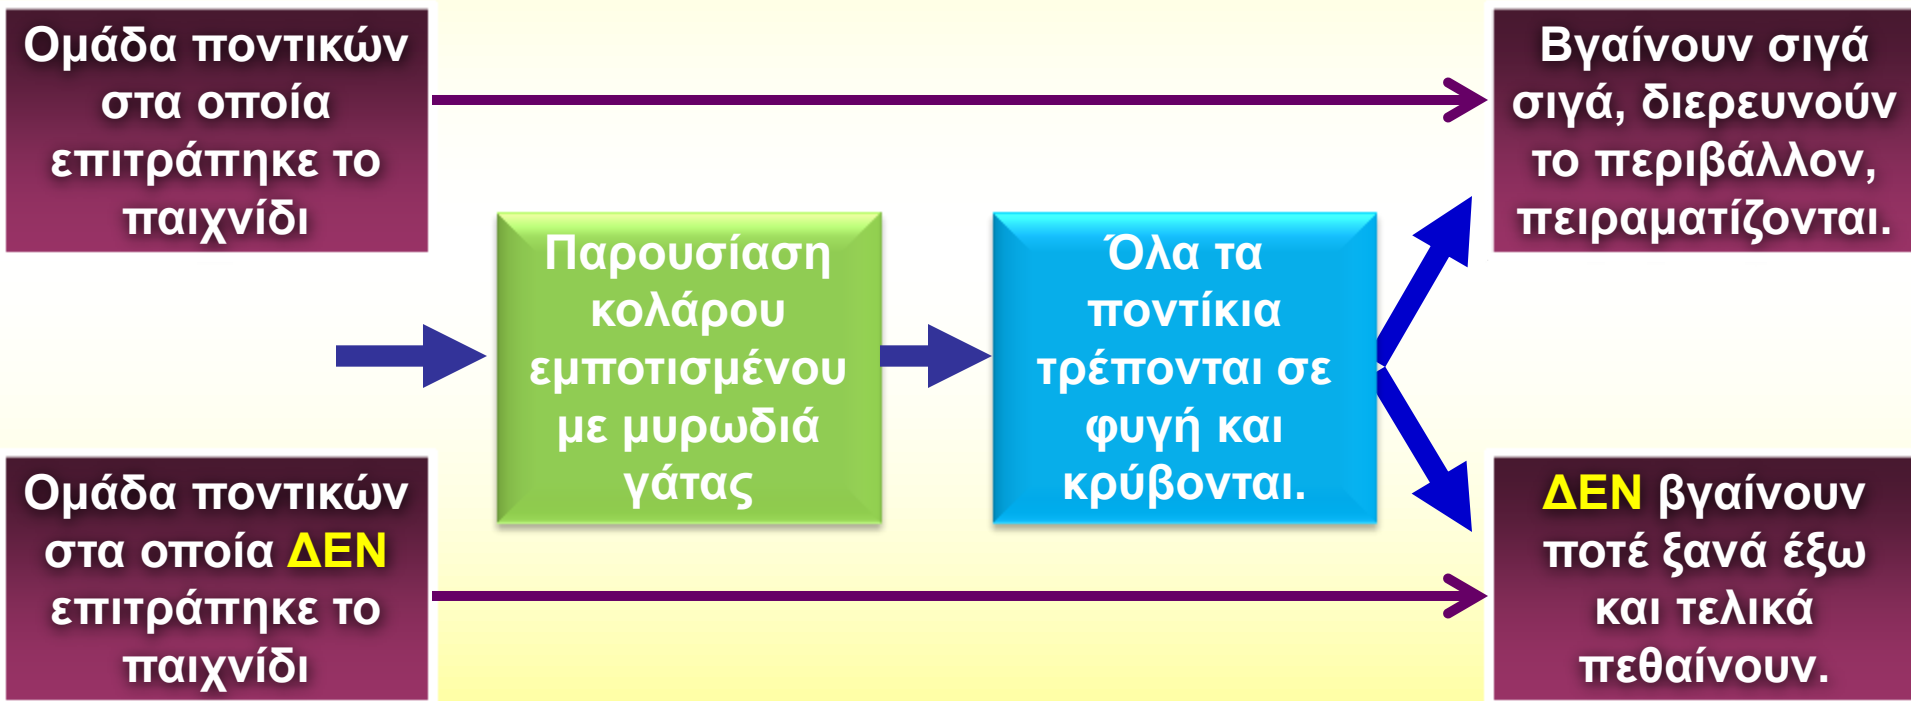 Ομάδα ποντικών
στα οποία
επιτράπηκε το
παιχνίδι
Παρουσίαση
κολάρου
εμποτισμένου
με μυρωδιά
γάτας
Όλα τα
ποντίκια
τρέπονται σε
φυγή και
κρύβονται.
Βγαίνουν σιγά
σιγά, διερευνούν
το περιβάλλον,
πειραματίζονται.
Ομάδα ποντικών
στα οποία ΔΕΝ
επιτράπηκε το
παιχνίδι
ΔΕΝ βγαίνουν
ποτέ ξανά έξω
και τελικά
πεθαίνουν.